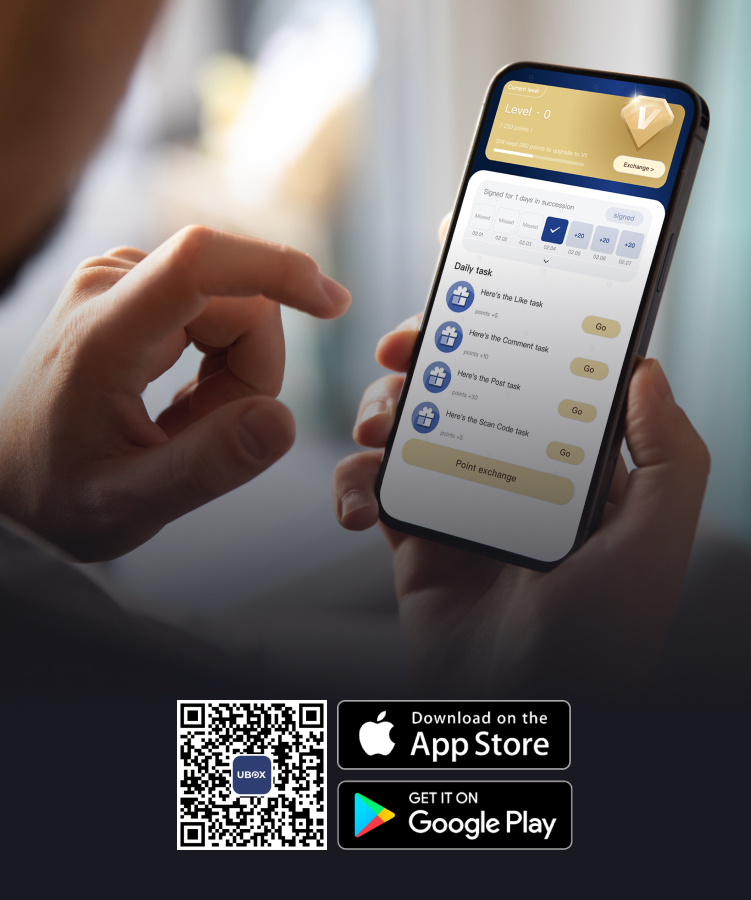 Current level
Level · 0
Exchange >
Signed for 1 days in succession
signed
Missed
Missed
Missed
+20
+20
+20
02.01
02.02
02.03
02.04
02.05
02.06
02.07
Daily task
Here's the Like task
points +5
Go
Here's the Comment task
points +10
Go
Here's the Post task
points +30
Go
Here's the Scan Code task
points +5
Go
Point exchange
UBOX
Download on the
App Store
GET IT ON
Google Play